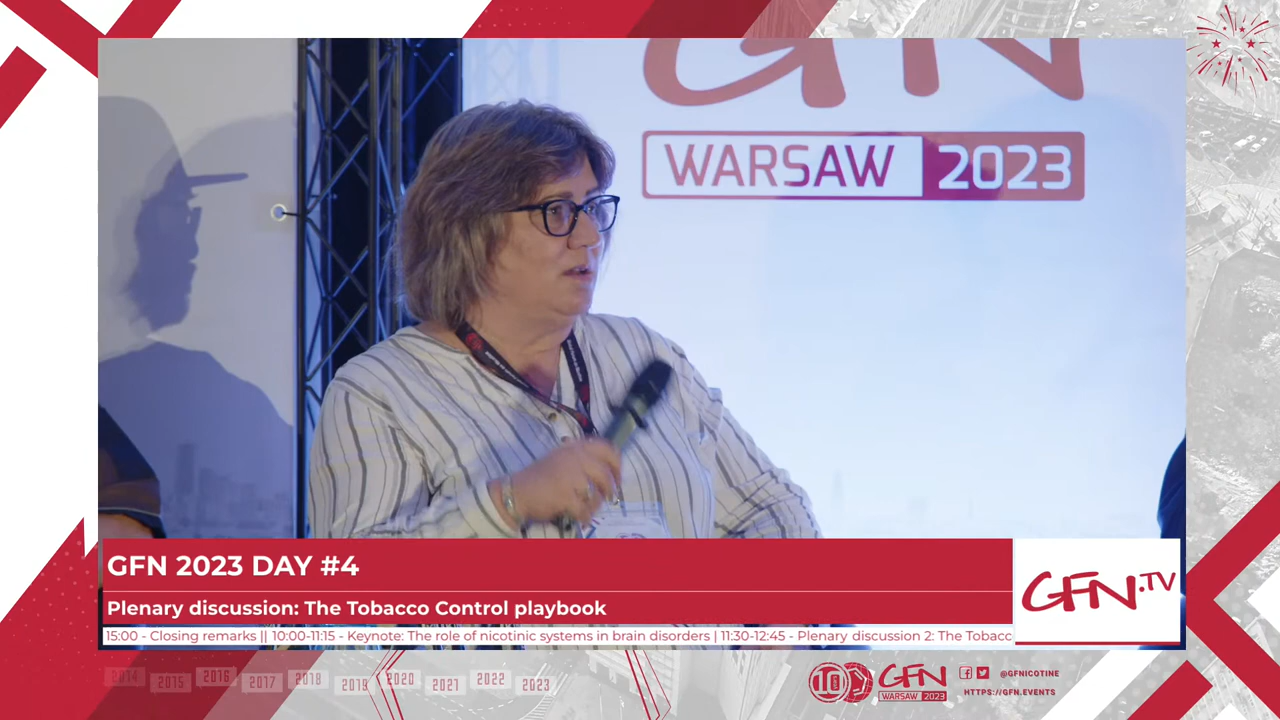 GFN
WARSAW 2023
GFN 2023 DAY #4
Plenary discussion: The Tobacco Control playbook
15:00 - Closing remarks || 10:00-11:15 - Keynote: The role of nicotinic systems in brain disorders | 11:30-12:45 - Plenary discussion 2: The Tobacc
GFN.TV
2014 2015 2016 2017 2018 2019 2020 2021 2022 2023
10
GFN
WARSAW 2023
@GFNICOTINE
HTTPS://GFN.EVENTS